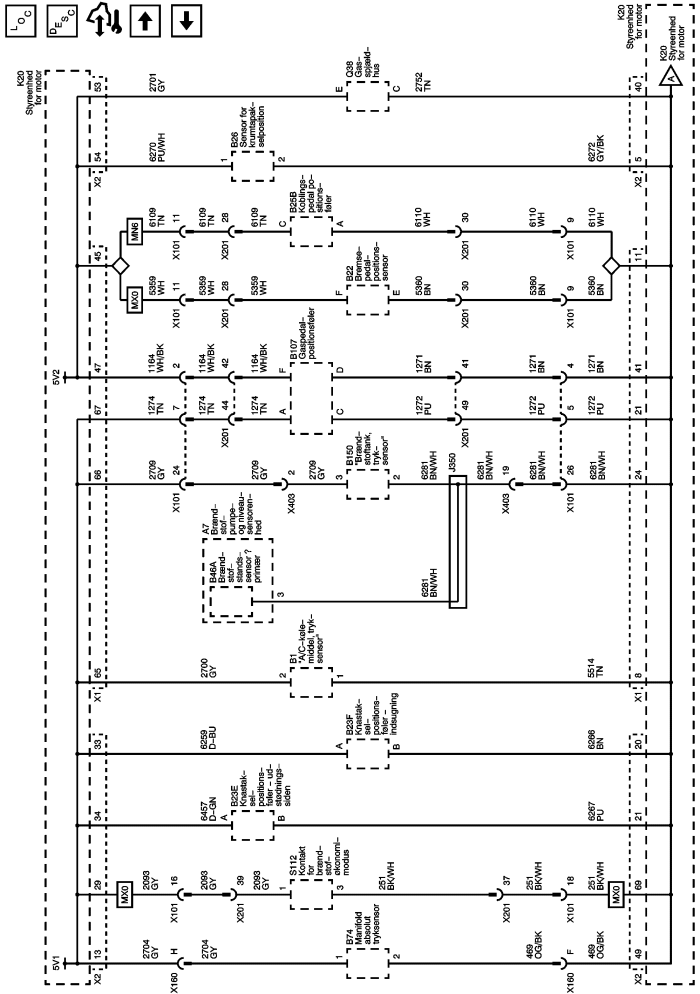 L O C
D E S C
K20
Styreenhed
for motor
5V1
5V2
X2
13
2704
GY
H
X160
2704
GY
1
B74
Manifold
absolut
tryksensor
2
469
OG/BK
F
X160
469
OG/BK
49
X2
29
MX0
2093
GY
16
X101
2093
GY
39
X201
2093
GY
1
S112
Kontakt
for
brænd–
stof–
økonomi–
modus
3
251
BK/WH
37
X201
251
BK/WH
18
X101
251
BK/WH
MX0
69
34
6457
D–GN
A
B23E
Knastak–
sel–
positions–
føler – ud–
stødnings–
siden
B
6267
PU
21
33
6259
D–BU
A
B23F
Knastak–
sel–
positions–
føler –
indsugning
B
6266
BN
20
X1
65
2700
GY
2
B1
"A/C–køle–
middel, tryk–
sensor"
1
5514
TN
8
X1
A7
Brænd–
stof–
pumpe–
og niveau–
sensoren–
hed
B46A
Brænd–
stof–
stands–
sensor ?
primær
3
6281
BN/WH
J350
66
2709
GY
24
X101
2709
GY
2
X403
2709
GY
3
B150
"Brænd–
stoftank,
tryk–
sensor"
2
6281
BN/WH
6281
BN/WH
19
X403
6281
BN/WH
26
X101
6281
BN/WH
24
67
1274
TN
7
1274
TN
44
X201
1274
TN
A
C
1272
PU
49
X201
1272
PU
5
1272
PU
21
47
1164
WH/BK
2
1164
WH/BK
42
1164
WH/BK
F
B107
Gaspedal–
positionsføler
D
1271
BN
41
1271
BN
4
1271
BN
41
45
MX0
5359
WH
11
X101
5359
WH
28
X201
5359
WH
F
B22
Bremse–
pedal–
positions–
sensor
E
5360
BN
30
X201
5360
BN
9
X101
5360
BN
11
MN6
6109
TN
11
X101
6109
TN
28
X201
6109
TN
C
B25B
Koblings–
pedal po–
sitions–
føler
A
6110
WH
30
X201
6110
WH
9
X101
6110
WH
X2
54
6270
PU/WH
1
B26
Sensor for
krumtapak–
selposition
2
6272
GY/BK
5
X2
53
2701
GY
E
Q38
Gas–
spjæld–
hus
C
2752
TN
40
K20
Styreenhed
for motor
A
K20
Styreenhed
for motor